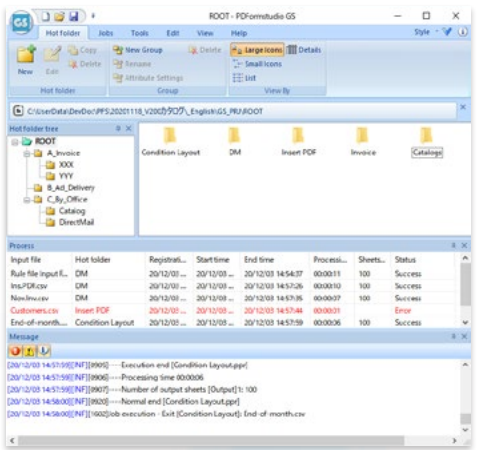 GS
ROOT - PDFormstudio GS
Hot folder Jobs Tools Edit View Help Style
New Edit Copy Delete New Group Rename Attribute Settings Delete Large Icons Small Icons List Details
Hot folder Group View By
C:\UserData\DevDoc\PFS\20201118_V200カタログ\_English\GS_PRJ\ROOT
Hot folder tree
ROOT
A_Invoice
XXX
YYY
B_Ad_Delivery
C_By_Office
Catalog
DirectMail
Condition Layout DM Insert PDF Invoice Catalogs
Process
Input file Hot folder Registrati... Start time End time Processi... Sheets... Status
Rule file input f... DM 20/12/03 ... 20/12/03 ... 20/12/03 14:54:37 00:00:11 100 Success
Ins.PDF.csv DM 20/12/03 ... 20/12/03 ... 20/12/03 14:57:26 00:00:10 100 Success
Nov.Inv.csv DM 20/12/03 ... 20/12/03 ... 20/12/03 14:57:35 00:00:07 100 Success
Customers.csv Insert PDF 20/12/03 ... 20/12/03 ... 20/12/03 14:57:44 00:00:01 Error
End-of-month.... Condition Layout 20/12/03 ... 20/12/03 ... 20/12/03 14:57:59 00:00:06 100 Success
Message
[20/12/03 14:57:59][INF][0905]-----Execution end [Condition Layout.ppr]
[20/12/03 14:57:59][INF][0906]-----Processing time 00:00:06
[20/12/03 14:57:59][INF][0907]-----Number of output sheets [Output]1: 100
[20/12/03 14:58:00][INF][0920]-----Normal end [Condition Layout.ppr]
[20/12/03 14:58:00][INF][1602]Job execution - Exit [Condition Layout]: End-of-month.csv